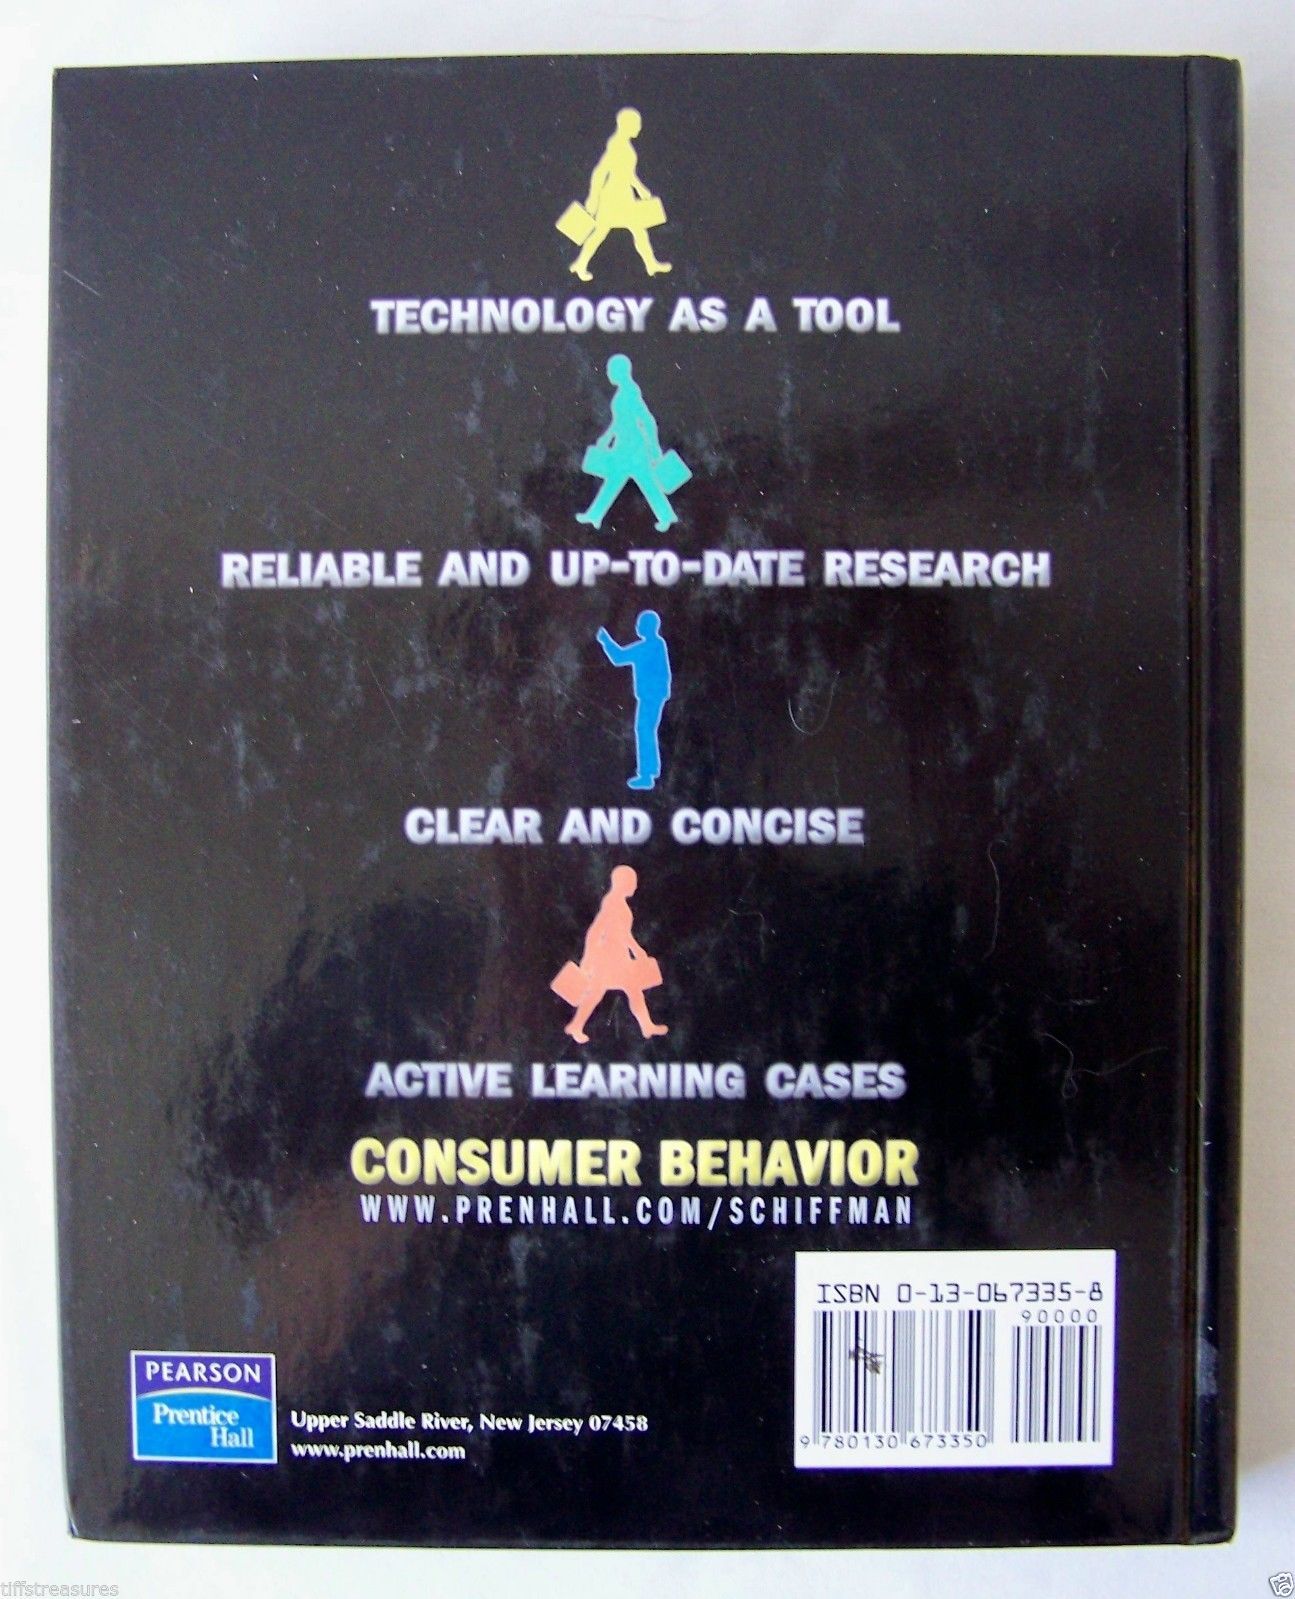 TECHNOLOGY AS A TOOL
RELIABLE AND UP-TO-DATE RESEARCH
CLEAR AND CONCISE
ACTIVE LEARNING CASES
CONSUMER BEHAVIOR
WWW.PRENHALL.COM/SCHIFFMAN
ISBN 0-13-067335-8
90000
9 780130 673350
PEARSON
Prentice
Hall
Upper Saddle River, New Jersey 07458
www.prenhall.com
tiffstreasures